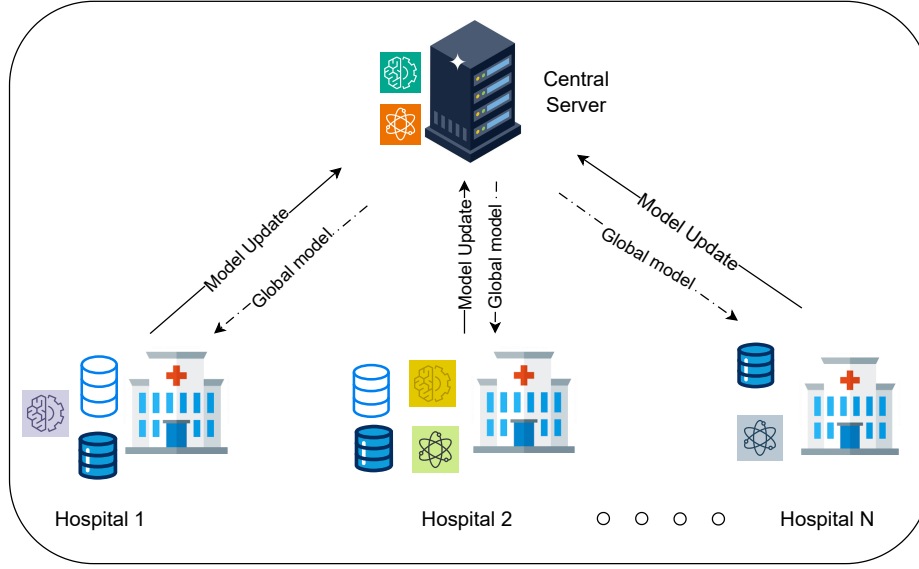 Central
Server
Model Update
Global model
Model Update
Global model
Global model
Model Update
Hospital 1
Hospital 2
Hospital N